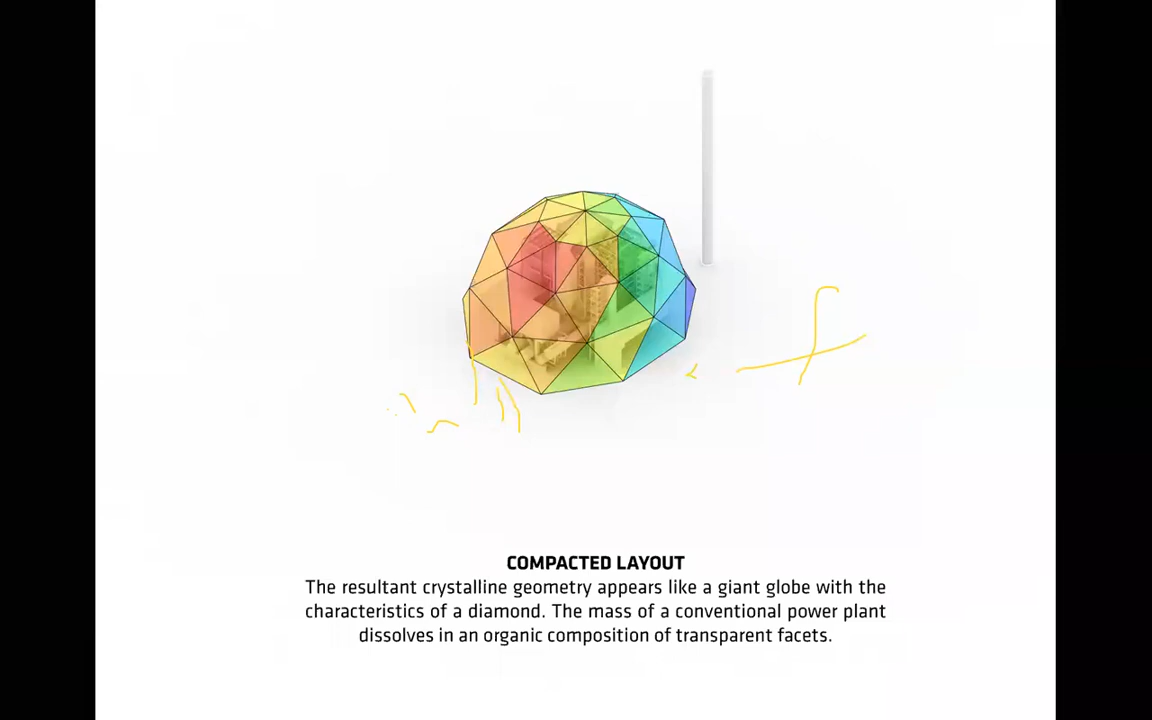 COMPACTED LAYOUT
The resultant crystalline geometry appears like a giant globe with the
characteristics of a diamond. The mass of a conventional power plant
dissolves in an organic composition of transparent facets.